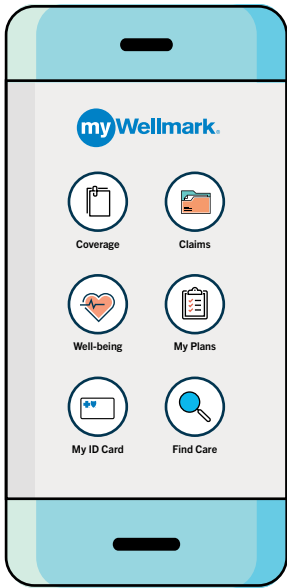 myWellmark®
Coverage Claims
Well-being My Plans
My ID Card Find Care